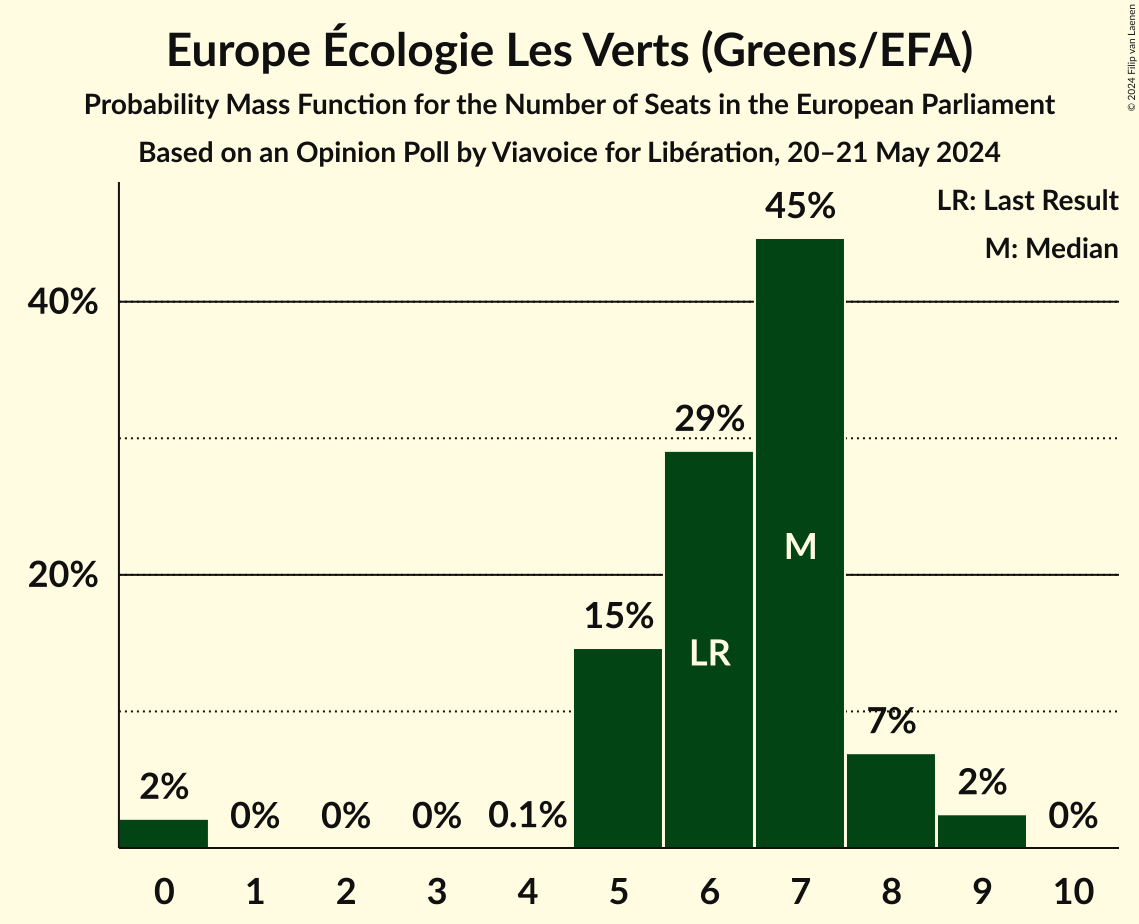 Europe Écologie Les Verts (Greens/EFA)
Probability Mass Function for the Number of Seats in the European Parliament
Based on an Opinion Poll by Viavoice for Libération, 20–21 May 2024
© 2024 Filip van Laenen
LR: Last Result
M: Median
45%
40%
29%
M
20%
15%
LR
7%
2% 0% 0% 0% 0.1% 2% 0%
0 1 2 3 4 5 6 7 8 9 10